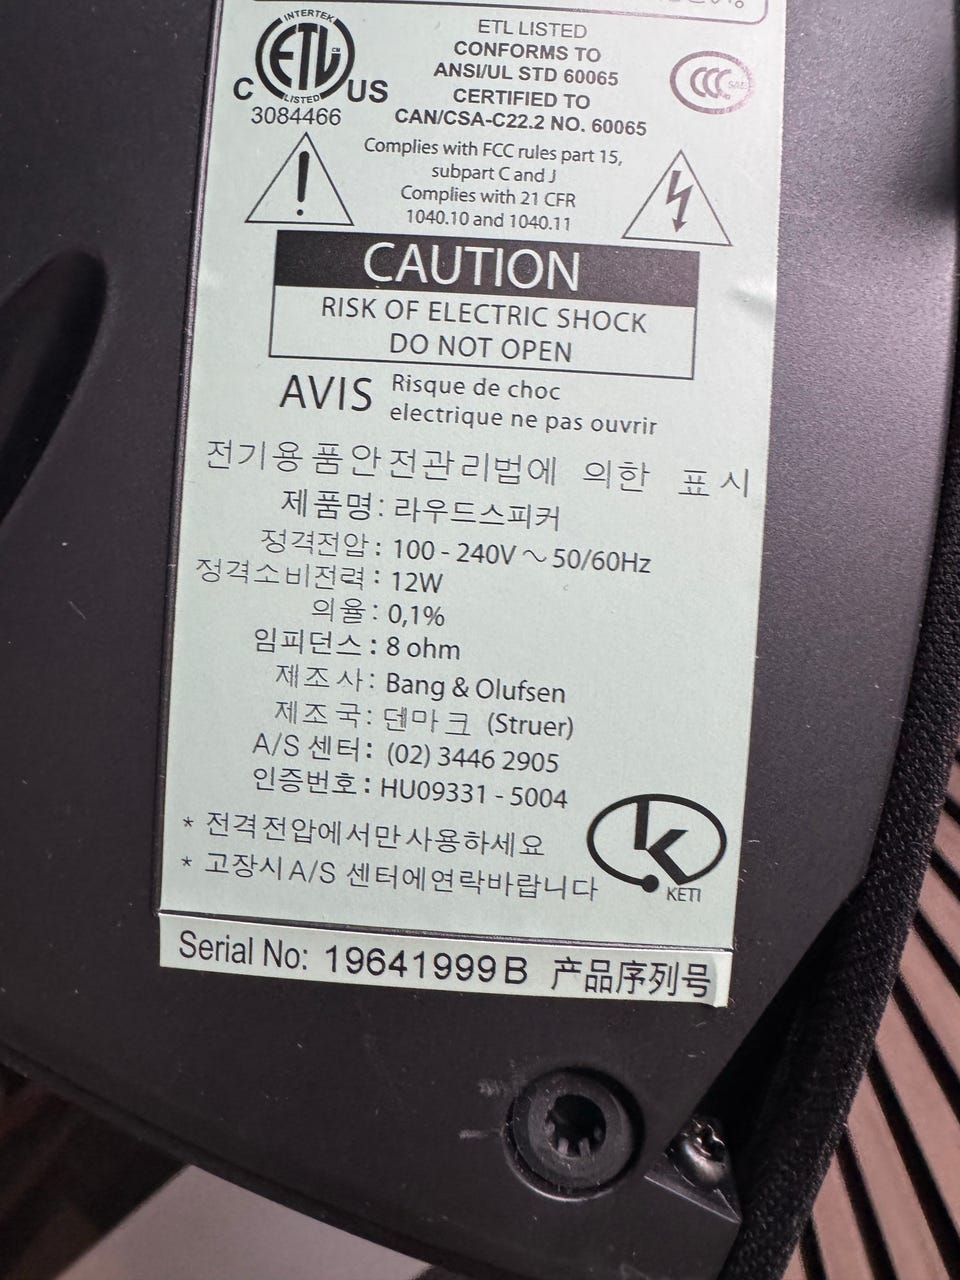 INTERTEK
ETL CM
LISTED
C US
3084466
ETL LISTED
CONFORMS TO
ANSI/UL STD 60065
CERTIFIED TO
CAN/CSA-C22.2 NO. 60065
CCC S&E
Complies with FCC rules part 15,
subpart C and J
Complies with 21 CFR
1040.10 and 1040.11
CAUTION
RISK OF ELECTRIC SHOCK
DO NOT OPEN
AVIS Risque de choc
electrique ne pas ouvrir
전기용품안전관리법에 의한 표시
제품명: 라우드스피커
정격전압: 100 - 240V ~ 50/60Hz
정격소비전력: 12W
의율: 0,1%
임피던스: 8 ohm
제조사: Bang & Olufsen
제조국: 덴마크 (Struer)
A/S 센터: (02) 3446 2905
인증번호: HU09331 - 5004
* 전격전압에서만사용하세요
* 고장시A/S 센터에연락바랍니다
KETI
Serial No: 19641999B 产品序列号